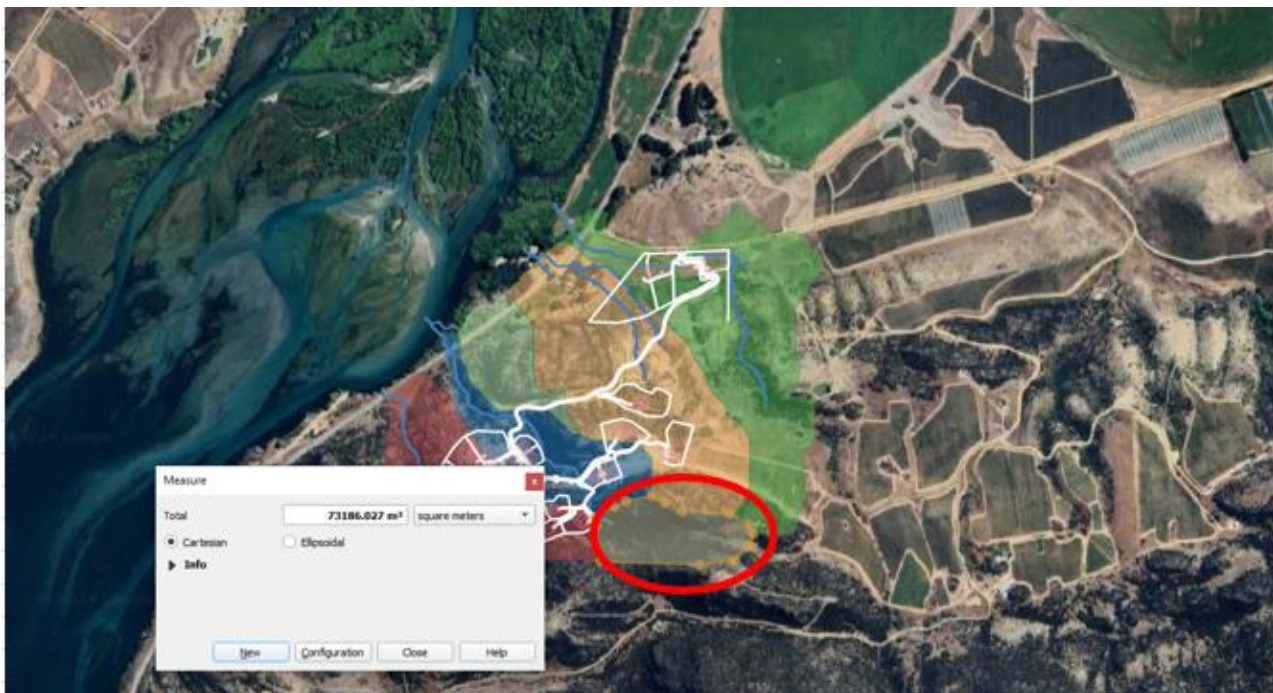 Measure
x
Total
73186.027 m²
square meters
Cartesian
Ellipsoidal
Info
New
Configuration
Close
Help